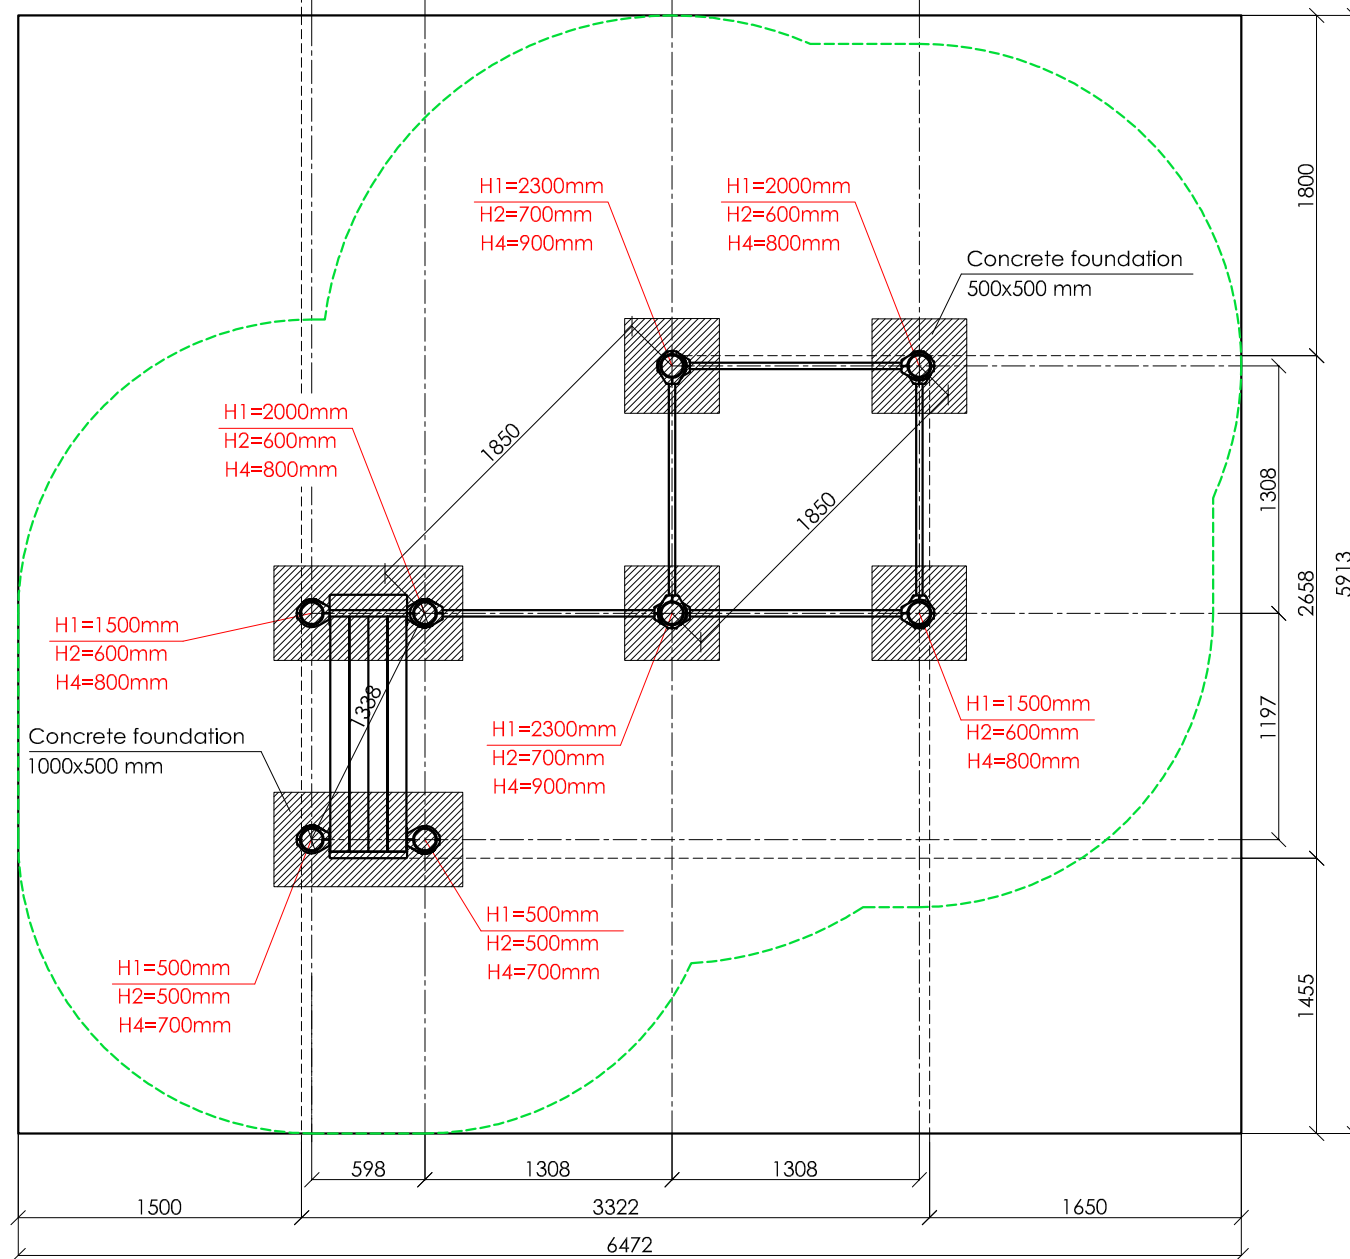 H1=2300mm
H2=700mm
H4=900mm
H1=2000mm
H2=600mm
H4=800mm
Concrete foundation
500x500 mm
1800
H1=2000mm
H2=600mm
H4=800mm
1850
1850
1308
2658
5913
H1=1500mm
H2=600mm
H4=800mm
1338
Concrete foundation
1000x500 mm
H1=2300mm
H2=700mm
H4=900mm
H1=1500mm
H2=600mm
H4=800mm
1197
H1=500mm
H2=500mm
H4=700mm
H1=500mm
H2=500mm
H4=700mm
1455
598
1308
1308
1500
3322
1650
6472